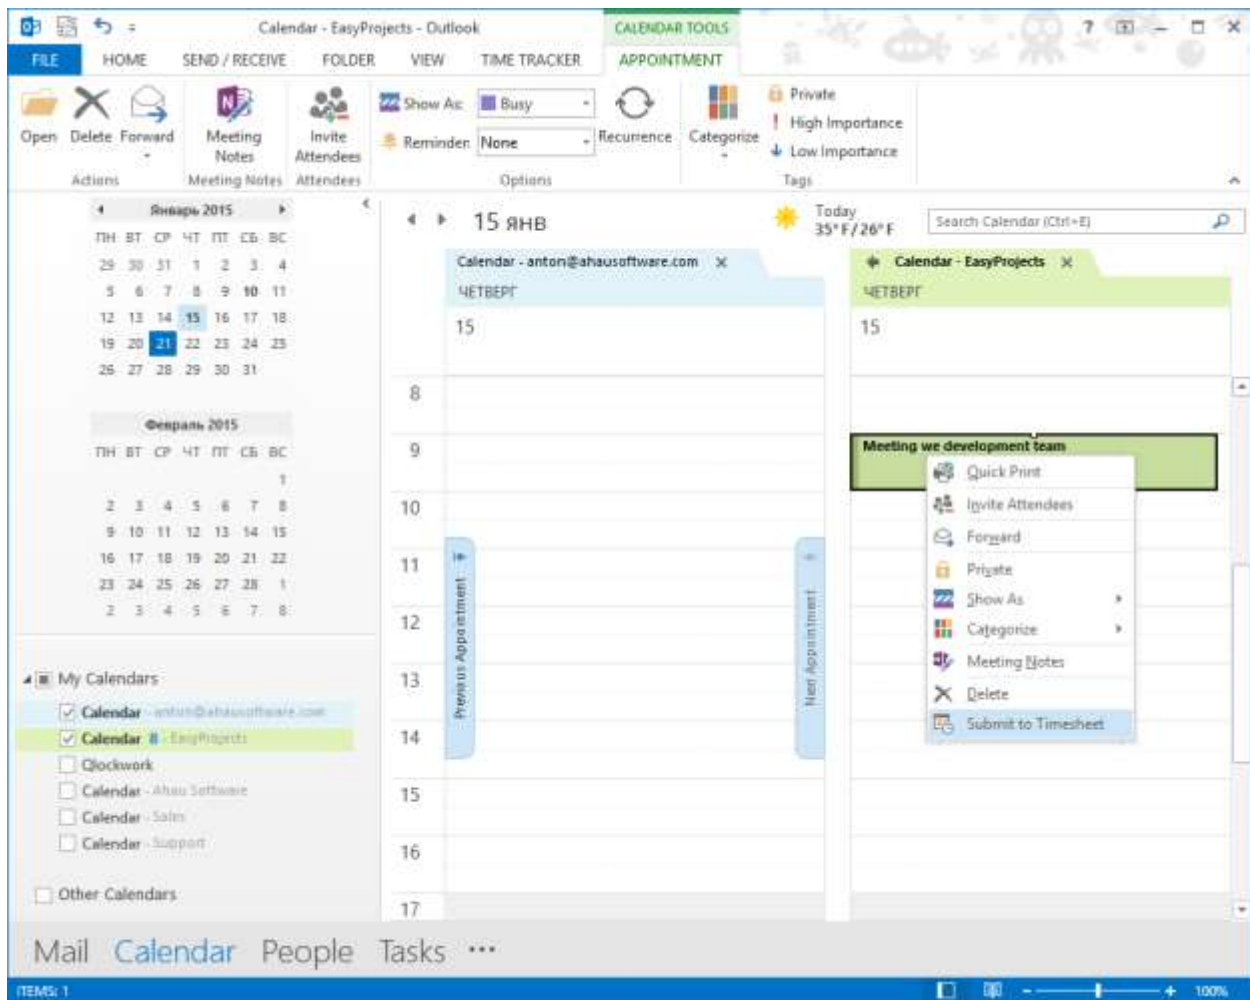 Calendar - EasyProjects - Outlook
CALENDAR TOOLS
?
FILE HOME SEND / RECEIVE FOLDER VIEW TIME TRACKER APPOINTMENT
Open Delete Forward
Meeting Notes
Invite Attendees
Show As: Busy
Reminder: None
Recurrence
Categorize
Private
High Importance
Low Importance
Actions Meeting Notes Attendees Options Tags
Январь 2015
ПН ВТ СР ЧТ ПТ СБ ВС
29 30 31 1 2 3 4
5 6 7 8 9 10 11
12 13 14 15 16 17 18
19 20 21 22 23 24 25
26 27 28 29 30 31
Февраль 2015
ПН ВТ СР ЧТ ПТ СБ ВС
1
2 3 4 5 6 7 8
9 10 11 12 13 14 15
16 17 18 19 20 21 22
23 24 25 26 27 28 1
2 3 4 5 6 7 8
My Calendars
Calendar - anton@ahausoftware.com
Calendar - EasyProjects
Qlockwork
Calendar - Ahau Software
Calendar - Sales
Calendar - Support
Other Calendars
15 ЯНВ
Today
35°F/26°F
Search Calendar (Ctrl+E)
Calendar - anton@ahausoftware.com
ЧЕТВЕРГ
15
Calendar - EasyProjects
ЧЕТВЕРГ
15
8
9
10
11
12
13
14
15
16
17
Previous Appointment
Next Appointment
Meeting we development team
Quick Print
Invite Attendees
Forward
Private
Show As
Categorize
Meeting Notes
Delete
Submit to Timesheet
Mail Calendar People Tasks ...
ITEMS: 1
100%